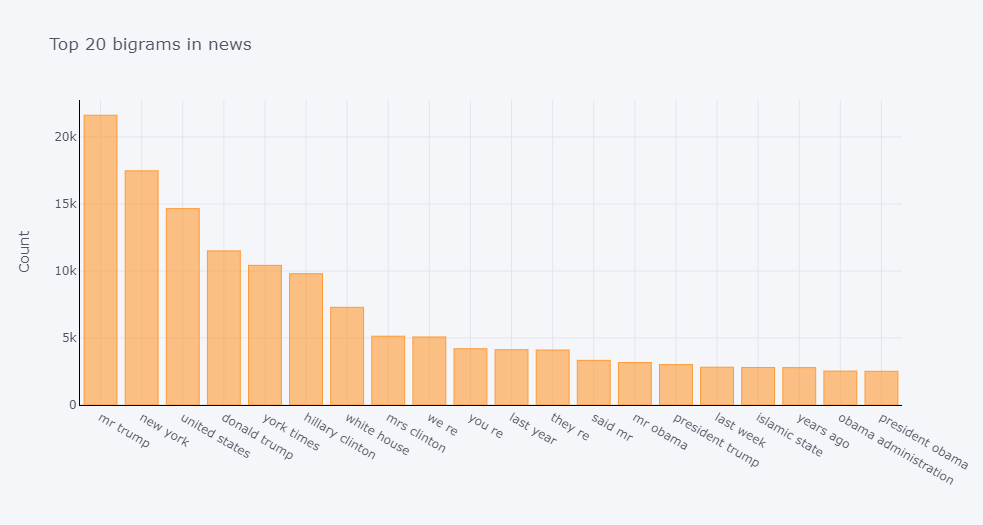 Top 20 bigrams in news
Count
20k
15k
10k
5k
0
mr trump
new york
united states
donald trump
york times
hillary clinton
white house
mrs clinton
we re
you re
last year
they re
said mr
mr obama
president trump
last week
islamic state
years ago
obama administration
president obama